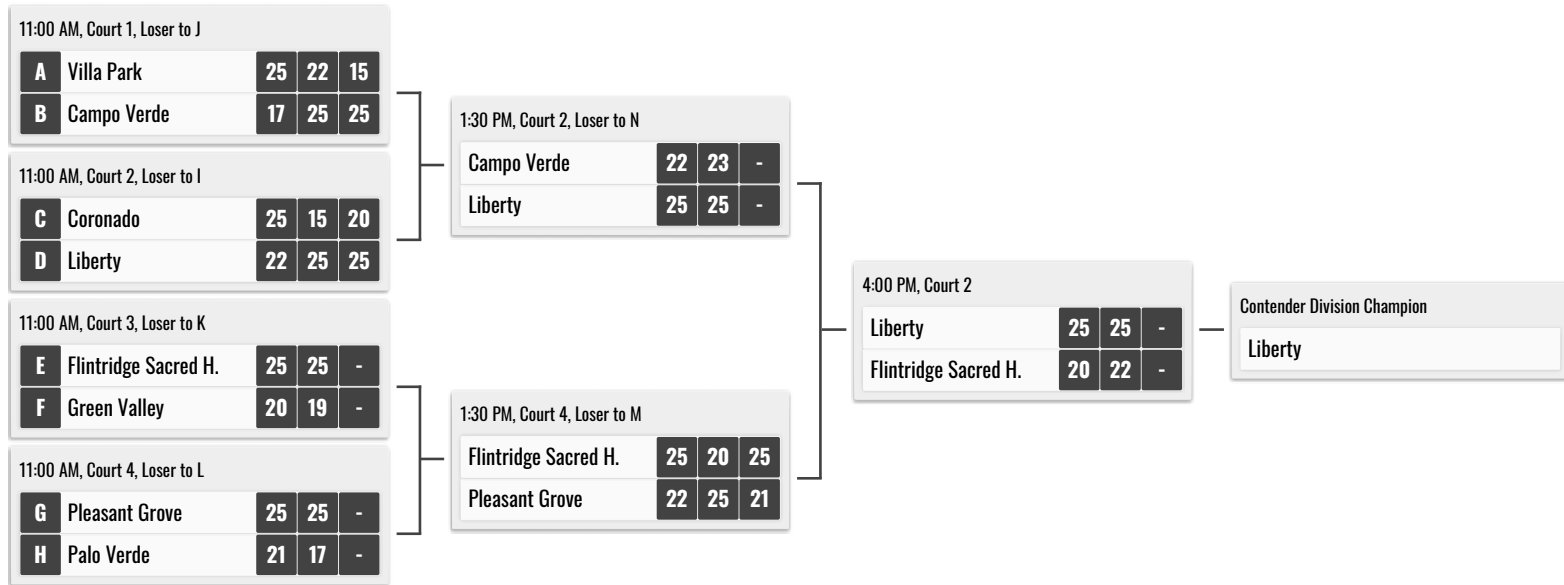 11:00 AM, Court 1, Loser to J
A Villa Park 25 22 15
B Campo Verde 17 25 25
11:00 AM, Court 2, Loser to I
C Coronado 25 15 20
D Liberty 22 25 25
11:00 AM, Court 3, Loser to K
E Flintridge Sacred H. 25 25 -
F Green Valley 20 19 -
11:00 AM, Court 4, Loser to L
G Pleasant Grove 25 25 -
H Palo Verde 21 17 -
1:30 PM, Court 2, Loser to N
Campo Verde 22 23 -
Liberty 25 25 -
1:30 PM, Court 4, Loser to M
Flintridge Sacred H. 25 20 25
Pleasant Grove 22 25 21
4:00 PM, Court 2
Liberty 25 25 -
Flintridge Sacred H. 20 22 -
Contender Division Champion
Liberty